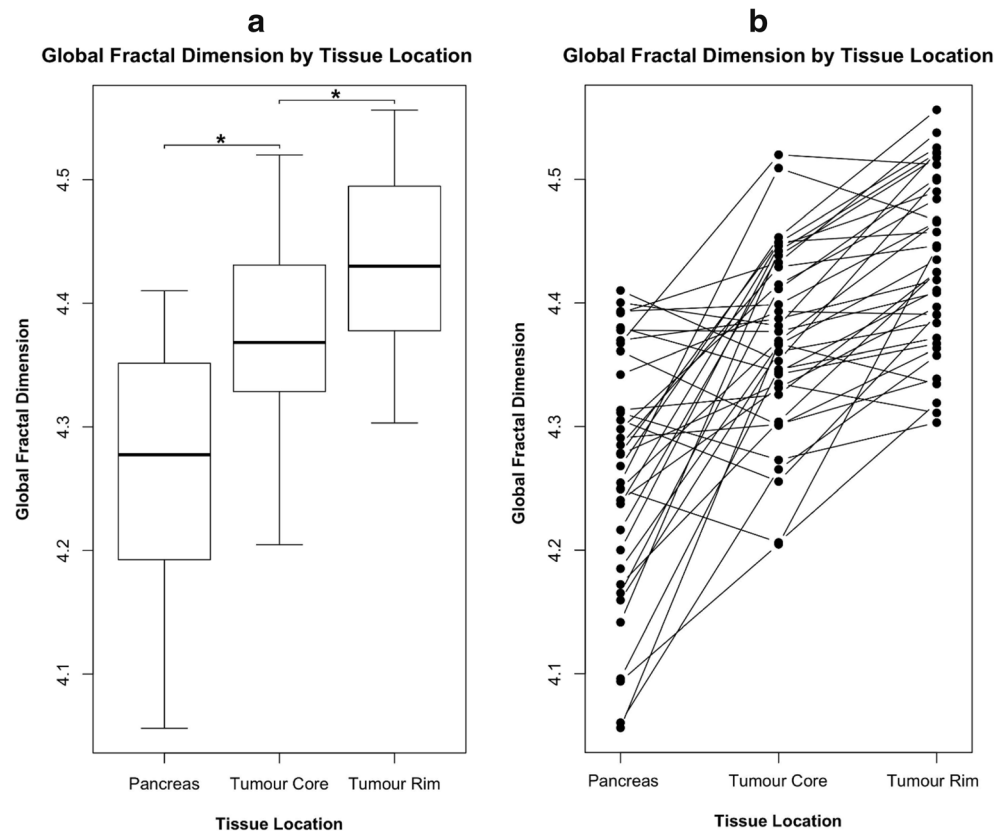 a
Global Fractal Dimension by Tissue Location
*
*
4.5
4.4
4.3
4.2
4.1
Global Fractal Dimension
Pancreas Tumour Core Tumour Rim
Tissue Location
b
Global Fractal Dimension by Tissue Location
4.5
4.4
4.3
4.2
4.1
Global Fractal Dimension
Pancreas Tumour Core Tumour Rim
Tissue Location